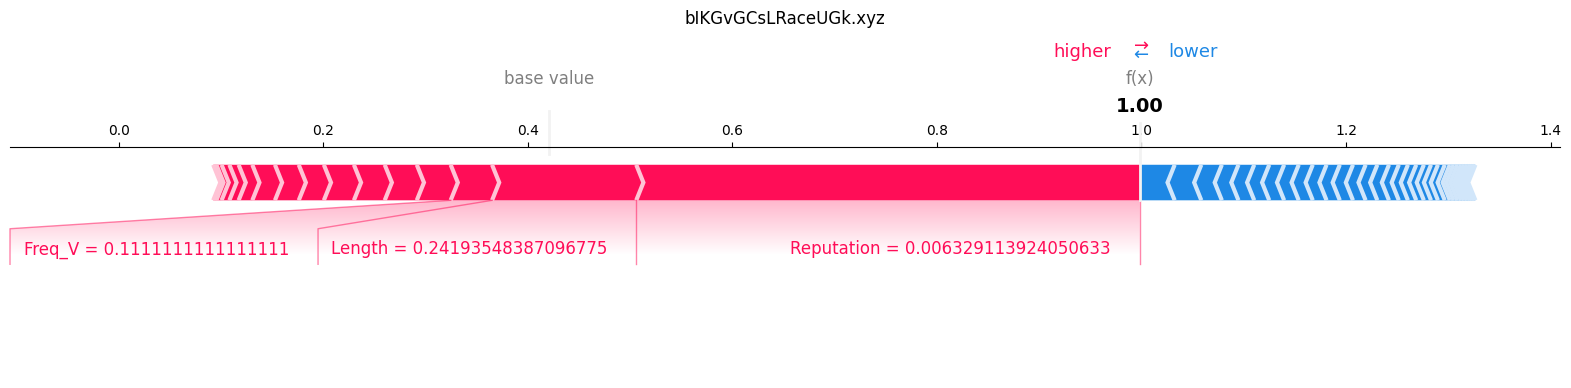 bIKGvGCsLRaceUGk.xyz
higher ⇄ lower
base value f(x)
1.00
0.0 0.2 0.4 0.6 0.8 1.0 1.2 1.4
Freq_V = 0.1111111111111111 Length = 0.24193548387096775 Reputation = 0.006329113924050633